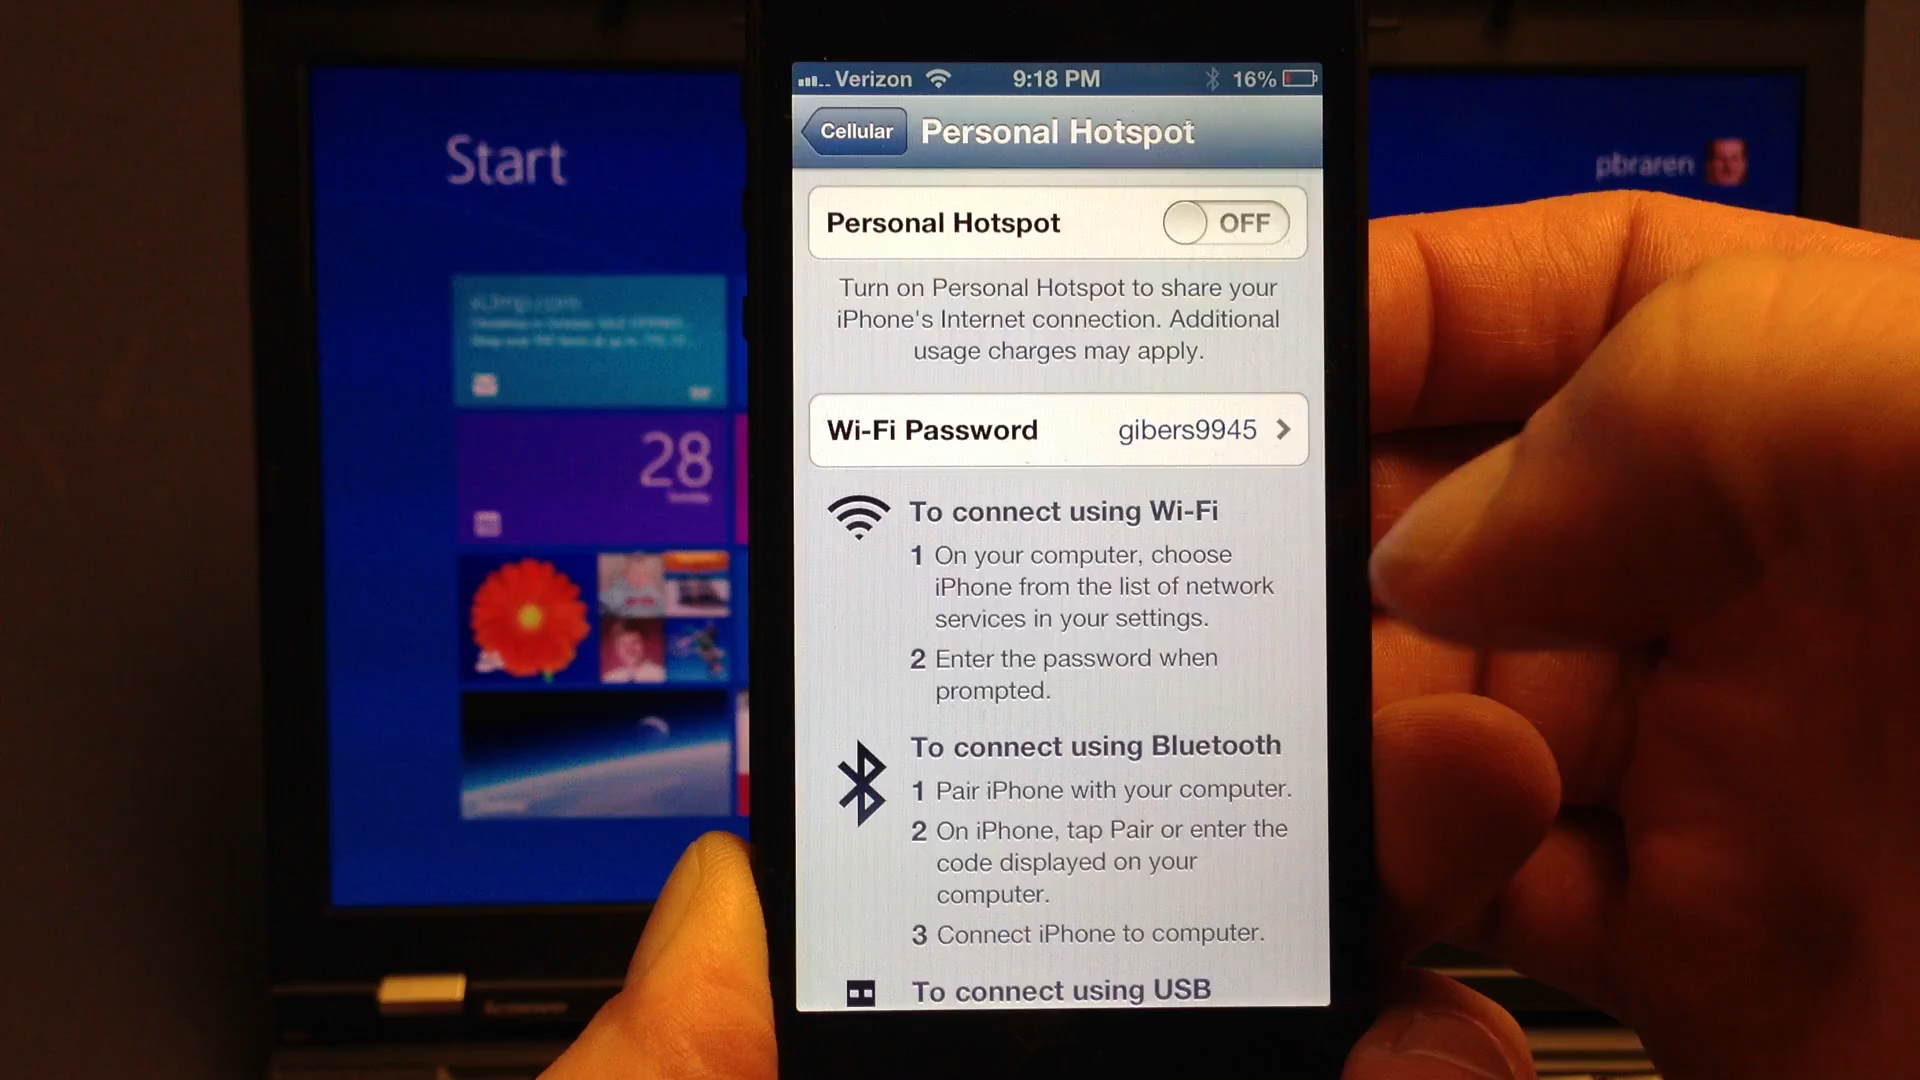 Verizon 9:18 PM 16%
Cellular Personal Hotspot
Personal Hotspot OFF
Turn on Personal Hotspot to share your
iPhone's Internet connection. Additional
usage charges may apply.
Wi-Fi Password gibers9945
To connect using Wi-Fi
1 On your computer, choose
iPhone from the list of network
services in your settings.
2 Enter the password when
prompted.
To connect using Bluetooth
1 Pair iPhone with your computer.
2 On iPhone, tap Pair or enter the
code displayed on your
computer.
3 Connect iPhone to computer.
To connect using USB
Start
pbraren
28
Sunday